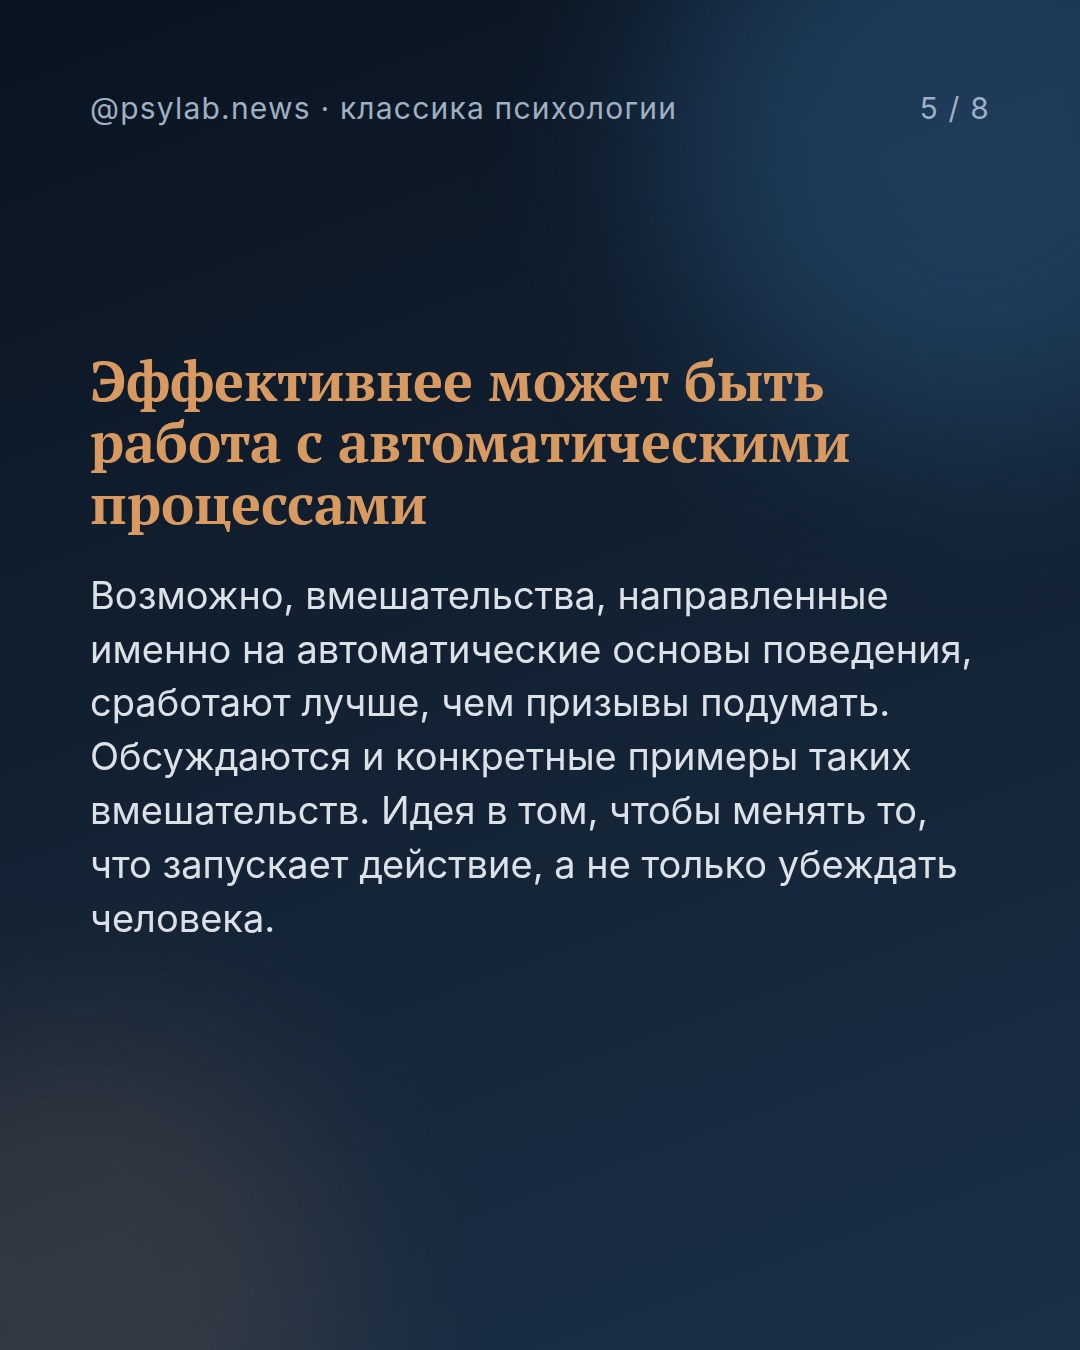 @psylab.news · классика психологии
5 / 8
Эффективнее может быть
работа с автоматическими
процессами
Возможно, вмешательства, направленные
именно на автоматические основы поведения,
сработают лучше, чем призывы подумать.
Обсуждаются и конкретные примеры таких
вмешательств. Идея в том, чтобы менять то,
что запускает действие, а не только убеждать
человека.